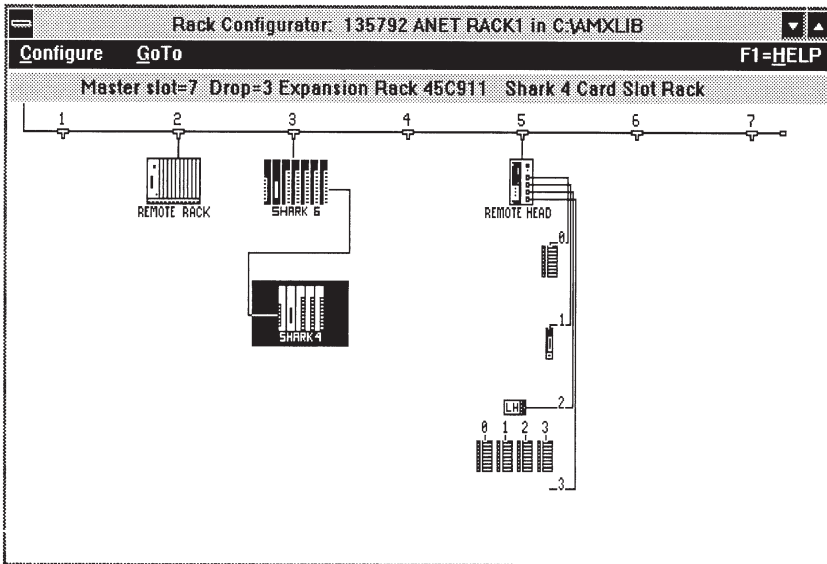 Rack Configurator: 135792 ANET RACK1 in C:\AMXLIB
Configure GoTo F1=HELP
Master slot=7 Drop=3 Expansion Rack 45C911 Shark 4 Card Slot Rack
1 2 3 4 5 6 7
REMOTE RACK SHARK 6 REMOTE HEAD
0
SHARK 4
1
LH 2
0 1 2 3
3